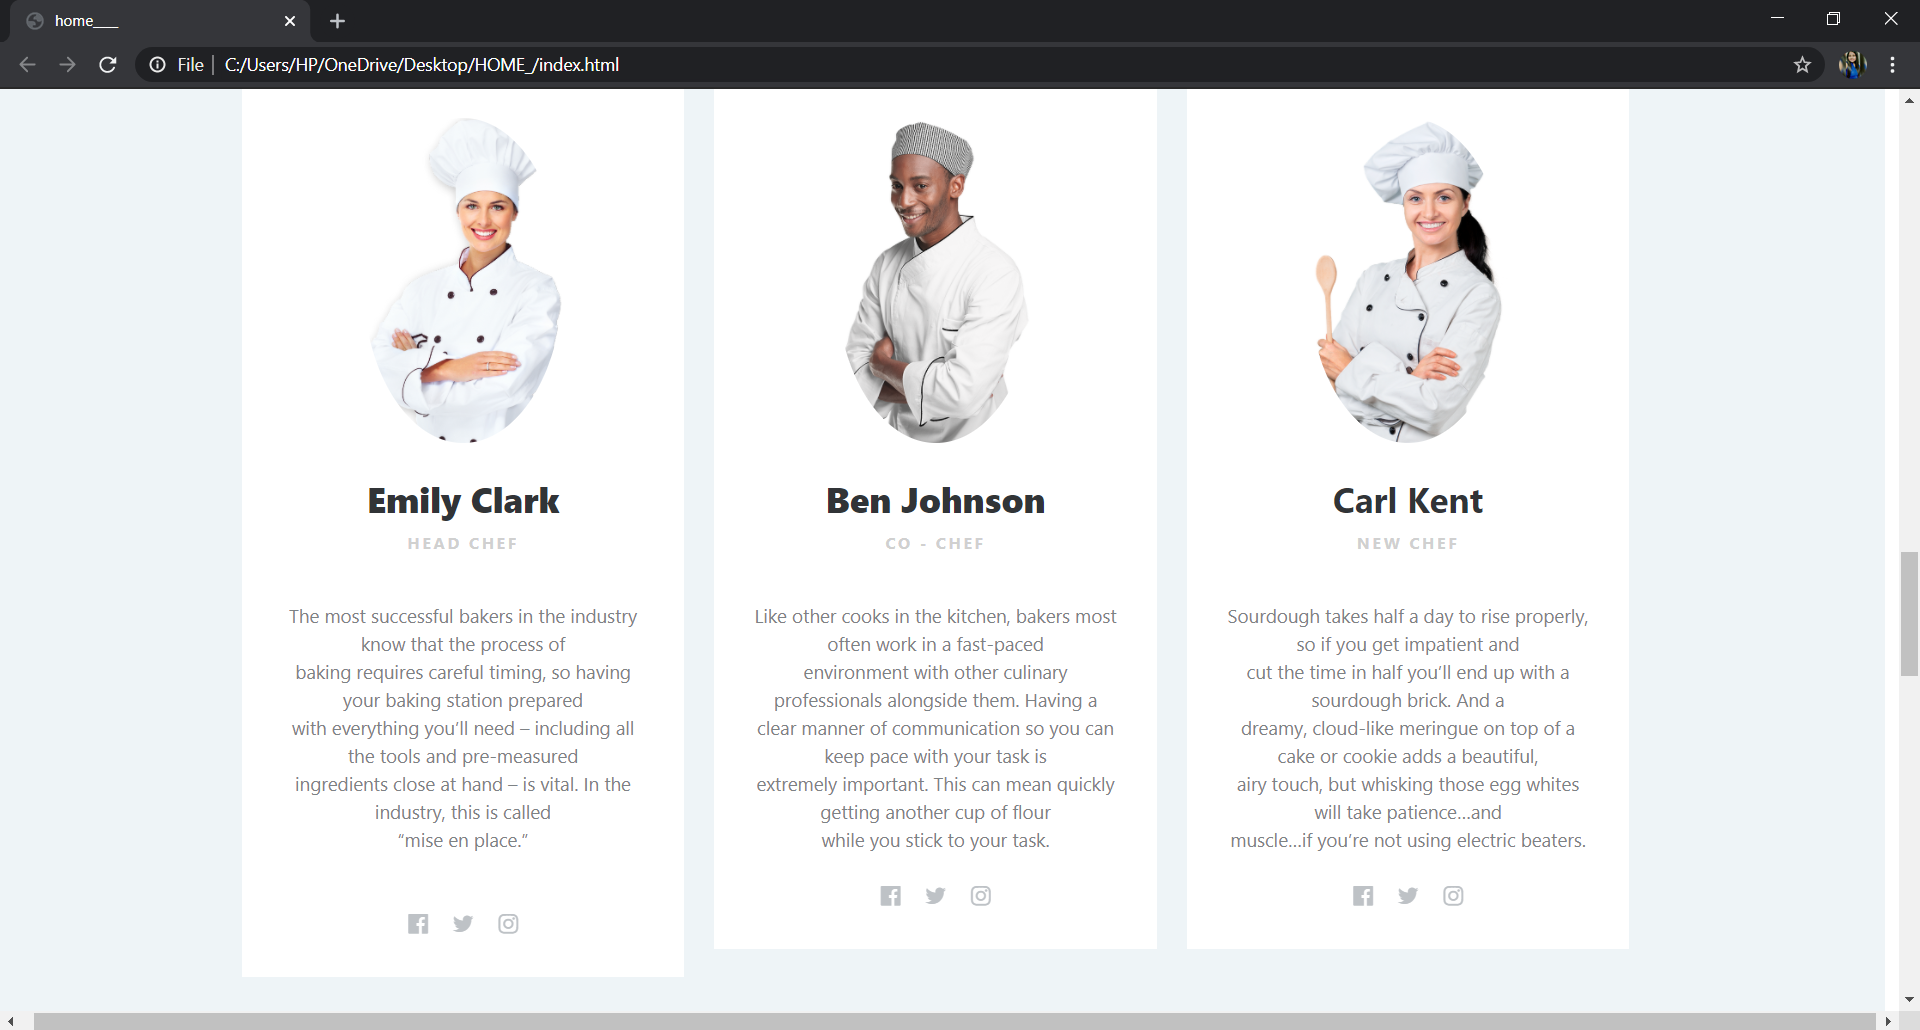 home___
File | C:/Users/HP/OneDrive/Desktop/HOME_/index.html
Emily Clark
HEAD CHEF
The most successful bakers in the industry
know that the process of
baking requires careful timing, so having
your baking station prepared
with everything you’ll need – including all
the tools and pre-measured
ingredients close at hand – is vital. In the
industry, this is called
“mise en place.”
Ben Johnson
CO - CHEF
Like other cooks in the kitchen, bakers most
often work in a fast-paced
environment with other culinary
professionals alongside them. Having a
clear manner of communication so you can
keep pace with your task is
extremely important. This can mean quickly
getting another cup of flour
while you stick to your task.
Carl Kent
NEW CHEF
Sourdough takes half a day to rise properly,
so if you get impatient and
cut the time in half you’ll end up with a
sourdough brick. And a
dreamy, cloud-like meringue on top of a
cake or cookie adds a beautiful,
airy touch, but whisking those egg whites
will take patience...and
muscle...if you’re not using electric beaters.